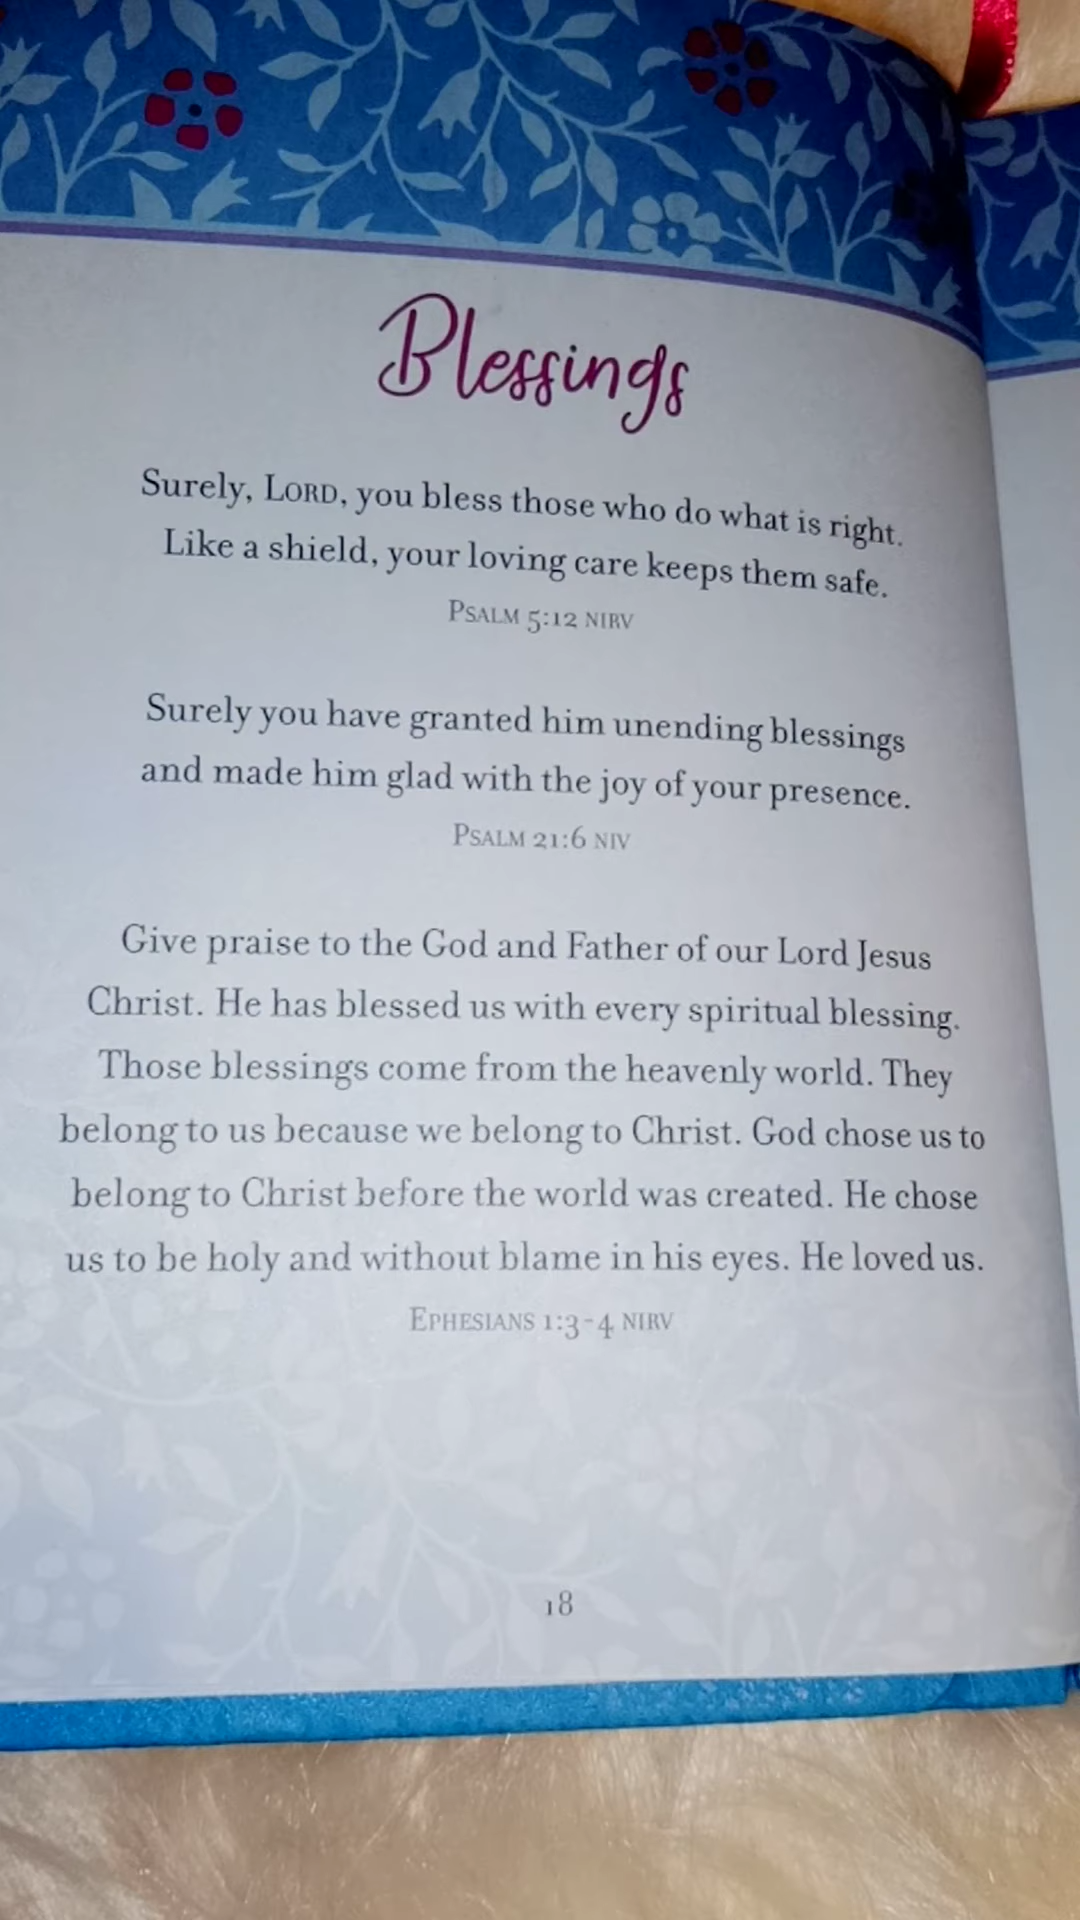 Blessings
Surely, LORD, you bless those who do what is right.
Like a shield, your loving care keeps them safe.
PSALM 5:12 NIRV
Surely you have granted him unending blessings
and made him glad with the joy of your presence.
PSALM 21:6 NIV
Give praise to the God and Father of our Lord Jesus
Christ. He has blessed us with every spiritual blessing.
Those blessings come from the heavenly world. They
belong to us because we belong to Christ. God chose us to
belong to Christ before the world was created. He chose
us to be holy and without blame in his eyes. He loved us.
EPHESIANS 1:3-4 NIRV
18